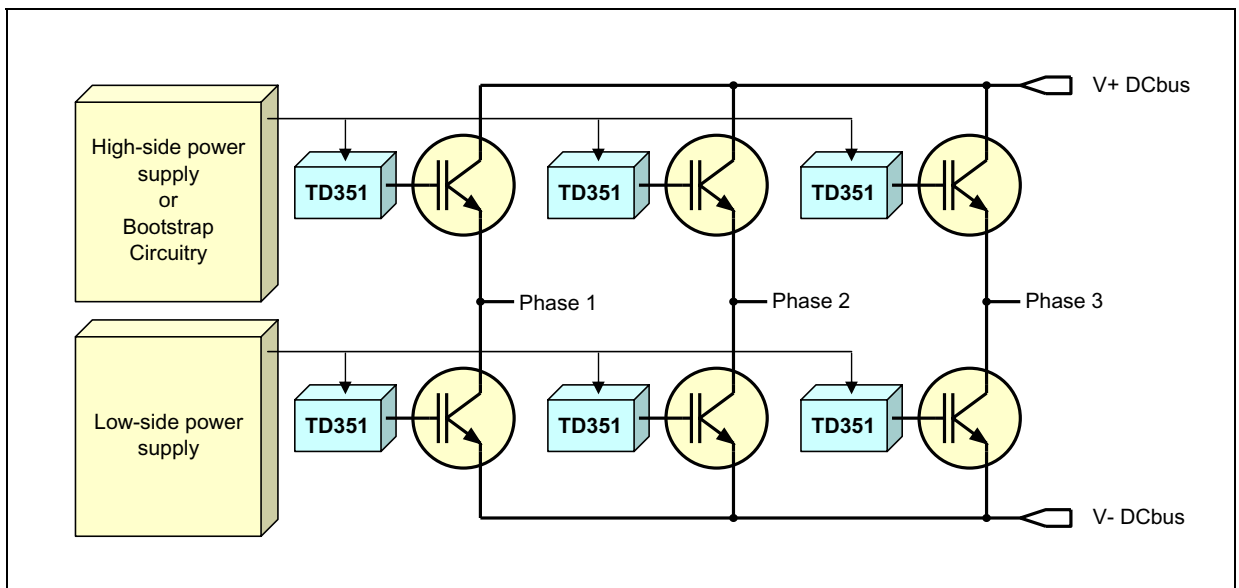 High-side power
supply
or
Bootstrap
Circuitry
TD351
TD351
TD351
V+ DCbus
Phase 1
Phase 2
Phase 3
Low-side power
supply
TD351
TD351
TD351
V- DCbus